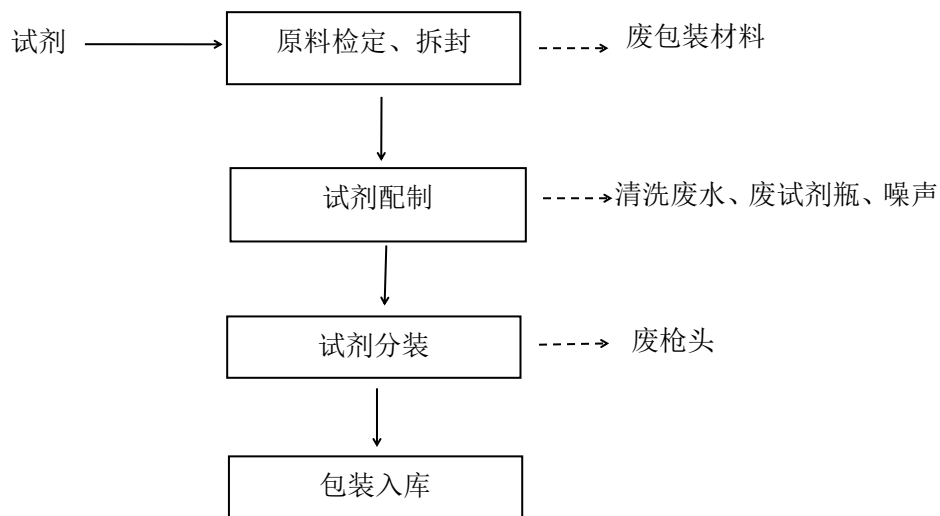 试剂
原料检定、拆封
废包装材料
试剂配制
清洗废水、废试剂瓶、噪声
试剂分装
废枪头
包装入库